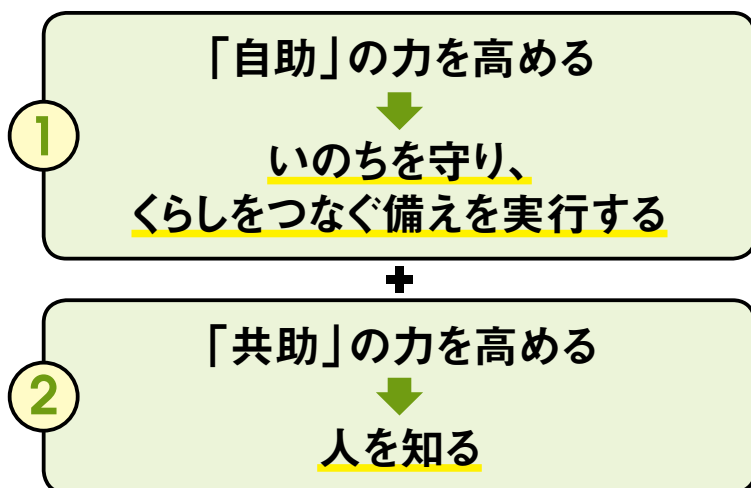 「自助」の力を高める
1
いのちを守り、
くらしをつなぐ備えを実行する
+
「共助」の力を高める
2
人を知る